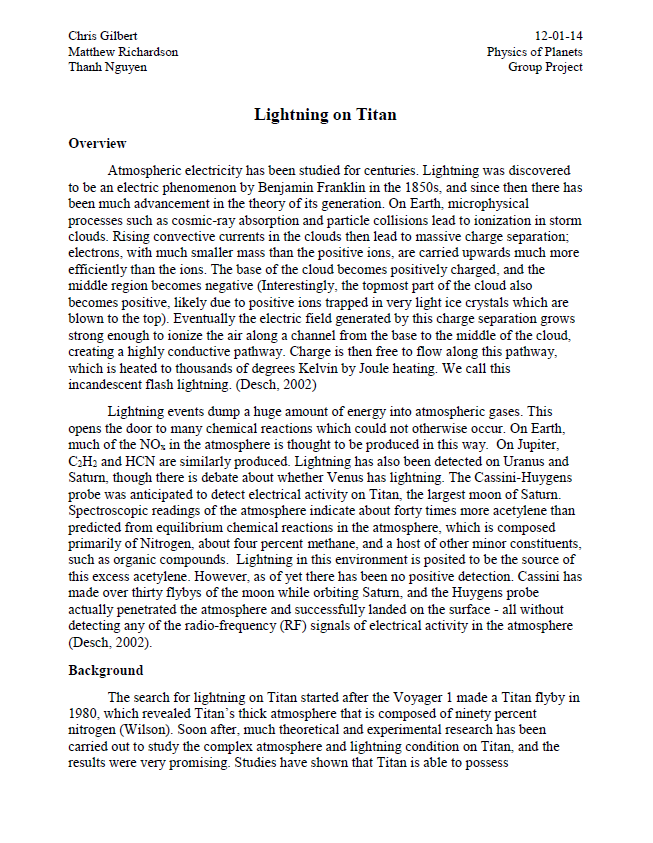 Chris Gilbert 12-01-14
Matthew Richardson Physics of Planets
Thanh Nguyen Group Project
Lightning on Titan
Overview
Atmospheric electricity has been studied for centuries. Lightning was discovered
to be an electric phenomenon by Benjamin Franklin in the 1850s, and since then there has
been much advancement in the theory of its generation. On Earth, microphysical
processes such as cosmic-ray absorption and particle collisions lead to ionization in storm
clouds. Rising convective currents in the clouds then lead to massive charge separation;
electrons, with much smaller mass than the positive ions, are carried upwards much more
efficiently than the ions. The base of the cloud becomes positively charged, and the
middle region becomes negative (Interestingly, the topmost part of the cloud also
becomes positive, likely due to positive ions trapped in very light ice crystals which are
blown to the top). Eventually the electric field generated by this charge separation grows
strong enough to ionize the air along a channel from the base to the middle of the cloud,
creating a highly conductive pathway. Charge is then free to flow along this pathway,
which is heated to thousands of degrees Kelvin by Joule heating. We call this
incandescent flash lightning. (Desch, 2002)
Lightning events dump a huge amount of energy into atmospheric gases. This
opens the door to many chemical reactions which could not otherwise occur. On Earth,
much of the NOₓ in the atmosphere is thought to be produced in this way. On Jupiter,
C₂H₂ and HCN are similarly produced. Lightning has also been detected on Uranus and
Saturn, though there is debate about whether Venus has lightning. The Cassini-Huygens
probe was anticipated to detect electrical activity on Titan, the largest moon of Saturn.
Spectroscopic readings of the atmosphere indicate about forty times more acetylene than
predicted from equilibrium chemical reactions in the atmosphere, which is composed
primarily of Nitrogen, about four percent methane, and a host of other minor constituents,
such as organic compounds. Lightning in this environment is posited to be the source of
this excess acetylene. However, as of yet there has been no positive detection. Cassini has
made over thirty flybys of the moon while orbiting Saturn, and the Huygens probe
actually penetrated the atmosphere and successfully landed on the surface - all without
detecting any of the radio-frequency (RF) signals of electrical activity in the atmosphere
(Desch, 2002).
Background
The search for lightning on Titan started after the Voyager 1 made a Titan flyby in
1980, which revealed Titan's thick atmosphere that is composed of ninety percent
nitrogen (Wilson). Soon after, much theoretical and experimental research has been
carried out to study the complex atmosphere and lightning condition on Titan, and the
results were very promising. Studies have shown that Titan is able to possess